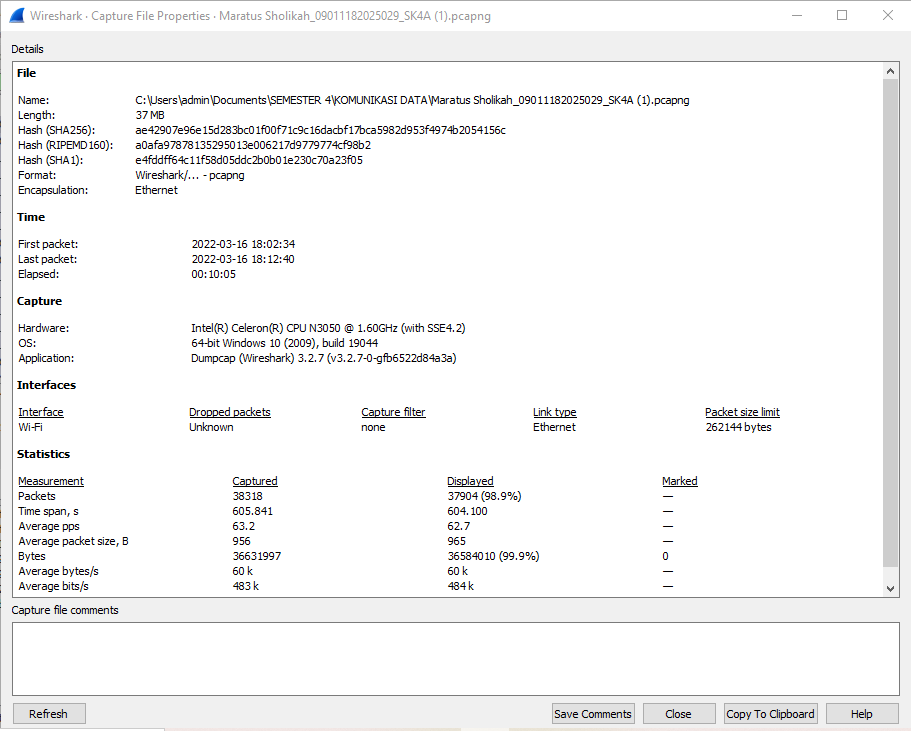 Wireshark · Capture File Properties · Maratus Sholikah_09011182025029_SK4A (1).pcapng
Details
File
Name: C:\Users\admin\Documents\SEMESTER 4\KOMUNIKASI DATA\Maratus Sholikah_09011182025029_SK4A (1).pcapng
Length: 37 MB
Hash (SHA256): ae42907e96e15d283bc01f00f71c9c16dacbf17bca5982d953f4974b2054156c
Hash (RIPEMD160): a0afa97878135295013e006217d9779774cf98b2
Hash (SHA1): e4fddff64c11f58d05ddc2b0b01e230c70a23f05
Format: Wireshark/... - pcapng
Encapsulation: Ethernet
Time
First packet: 2022-03-16 18:02:34
Last packet: 2022-03-16 18:12:40
Elapsed: 00:10:05
Capture
Hardware: Intel(R) Celeron(R) CPU N3050 @ 1.60GHz (with SSE4.2)
OS: 64-bit Windows 10 (2009), build 19044
Application: Dumpcap (Wireshark) 3.2.7 (v3.2.7-0-gfb6522d84a3a)
Interfaces
Interface Dropped packets Capture filter Link type Packet size limit
Wi-Fi Unknown none Ethernet 262144 bytes
Statistics
Measurement Captured Displayed Marked
Packets 38318 37904 (98.9%) —
Time span, s 605.841 604.100 —
Average pps 63.2 62.7 —
Average packet size, B 956 965 —
Bytes 36631997 36584010 (99.9%) 0
Average bytes/s 60 k 60 k —
Average bits/s 483 k 484 k —
Capture file comments
Refresh Save Comments Close Copy To Clipboard Help